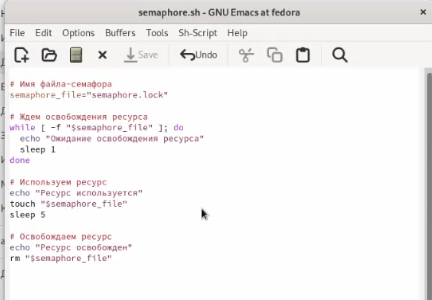 semaphore.sh - GNU Emacs at fedora
File Edit Options Buffers Tools Sh-Script Help
Save Undo
# Имя файла-семафора
semaphore_file="semaphore.lock"
# Ждем освобождения ресурса
while [ -f "$semaphore_file" ]; do
  echo "Ожидание освобождения ресурса"
  sleep 1
done
# Используем ресурс
echo "Ресурс используется"
touch "$semaphore_file"
sleep 5
# Освобождаем ресурс
echo "Ресурс освобожден"
rm "$semaphore_file"